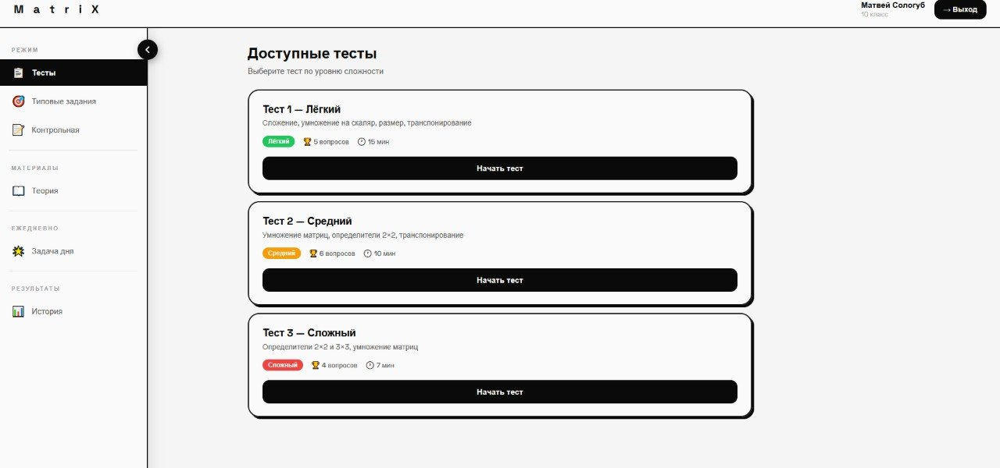 M a t r i X
Матвей Сологуб
10 класс
→ Выход
РЕЖИМ
Тесты
Типовые задания
Контрольная
МАТЕРИАЛЫ
Теория
ЕЖЕДНЕВНО
Задача дня
РЕЗУЛЬТАТЫ
История
Доступные тесты
Выберите тест по уровню сложности
Тест 1 — Лёгкий
Сложение, умножение на скаляр, размер, транспонирование
Лёгкий 5 вопросов 15 мин
Начать тест
Тест 2 — Средний
Умножение матриц, определители 2×2, транспонирование
Средний 6 вопросов 10 мин
Начать тест
Тест 3 — Сложный
Определители 2×2 и 3×3, умножение матриц
Сложный 4 вопросов 7 мин
Начать тест